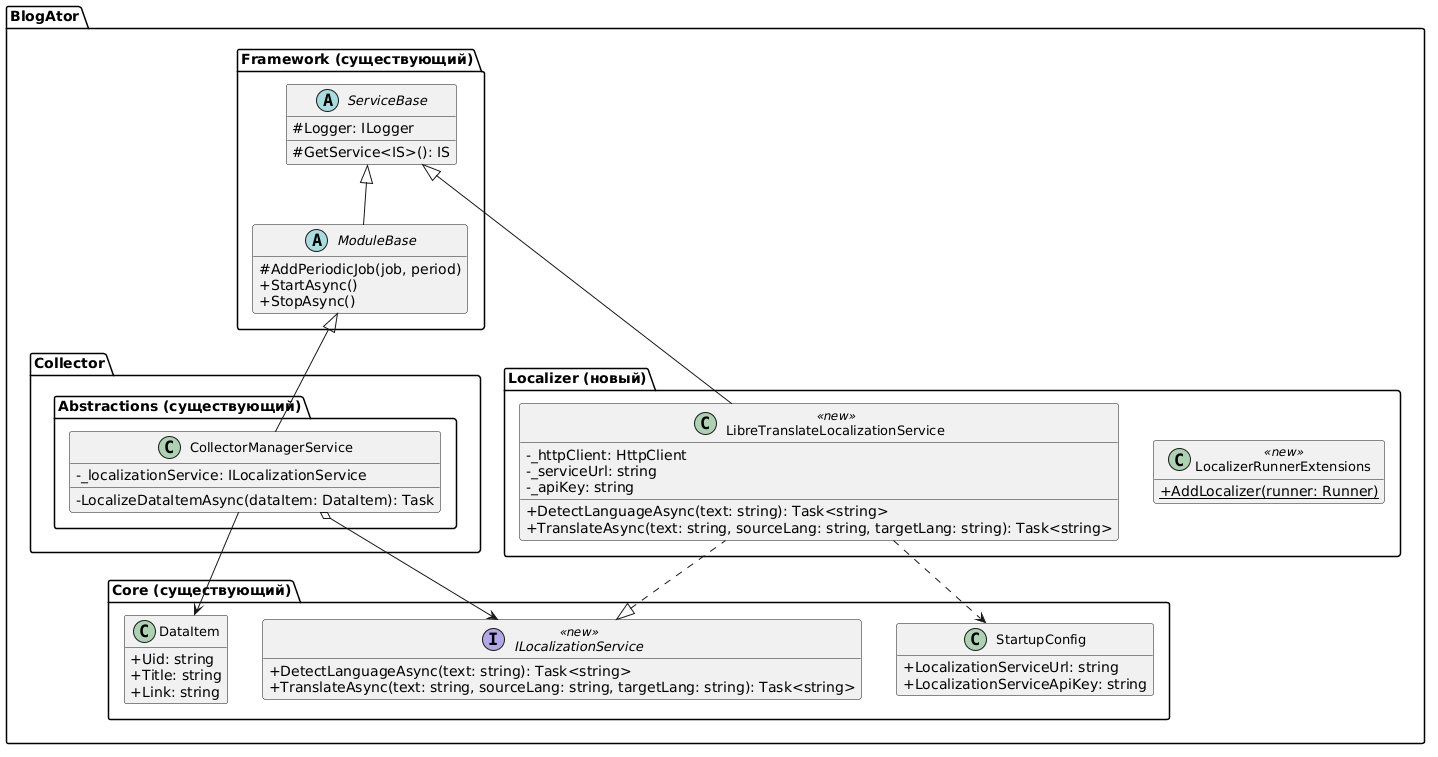 BlogAtor
Framework (существующий)
A ServiceBase
#Logger: ILogger
#GetService<IS>(): IS
A ModuleBase
#AddPeriodicJob(job, period)
+StartAsync()
+StopAsync()
Collector
Abstractions (существующий)
C CollectorManagerService
-_localizationService: ILocalizationService
-LocalizeDataItemAsync(dataItem: DataItem): Task
Localizer (новый)
C «new»
LibreTranslateLocalizationService
-_httpClient: HttpClient
-_serviceUrl: string
-_apiKey: string
+DetectLanguageAsync(text: string): Task<string>
+TranslateAsync(text: string, sourceLang: string, targetLang: string): Task<string>
C «new»
LocalizerRunnerExtensions
+AddLocalizer(runner: Runner)
Core (существующий)
C DataItem
+Uid: string
+Title: string
+Link: string
I «new»
ILocalizationService
+DetectLanguageAsync(text: string): Task<string>
+TranslateAsync(text: string, sourceLang: string, targetLang: string): Task<string>
C StartupConfig
+LocalizationServiceUrl: string
+LocalizationServiceApiKey: string